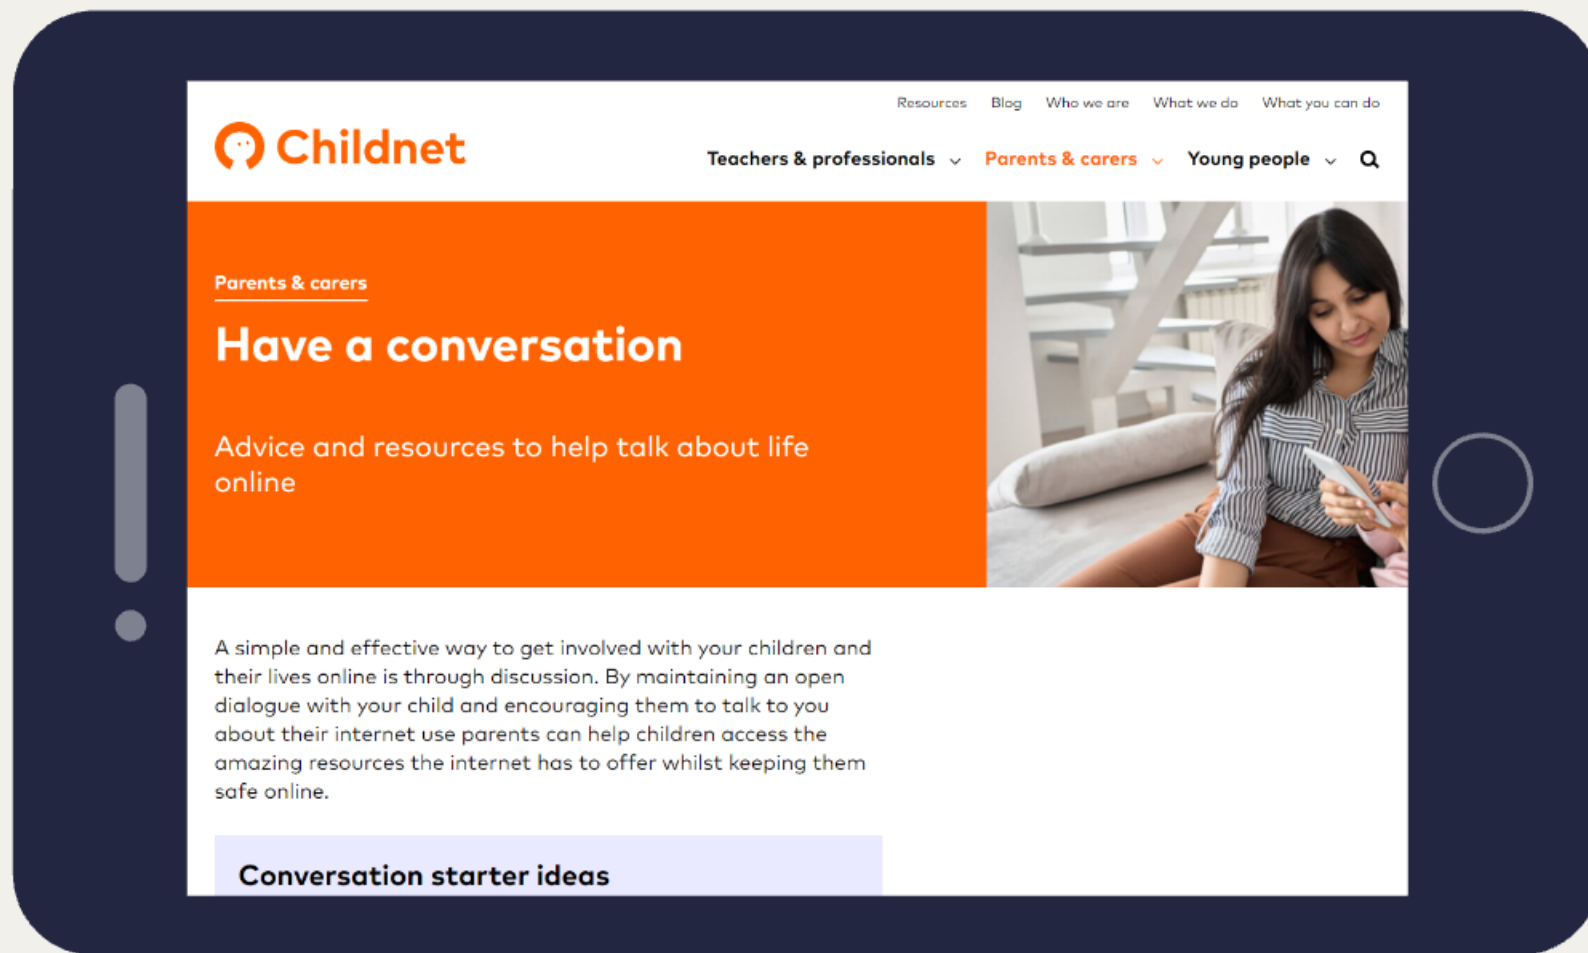 Resources Blog Who we are What we do What you can do
Childnet
Teachers & professionals Parents & carers Young people
Parents & carers
Have a conversation
Advice and resources to help talk about life
online
A simple and effective way to get involved with your children and
their lives online is through discussion. By maintaining an open
dialogue with your child and encouraging them to talk to you
about their internet use parents can help children access the
amazing resources the internet has to offer whilst keeping them
safe online.
Conversation starter ideas